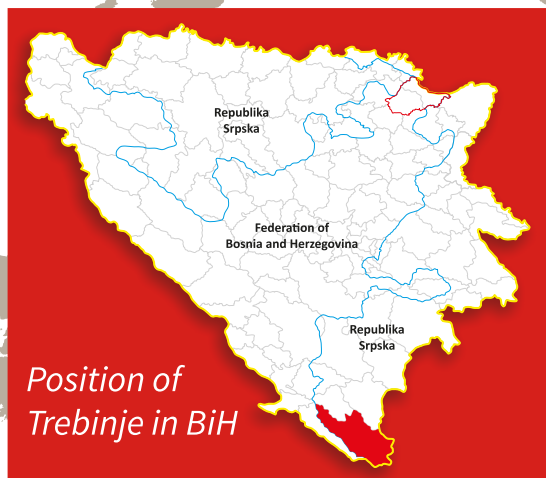 Republika
Srpska
Federation of
Bosnia and Herzegovina
Republika
Srpska
Position of
Trebinje in BiH